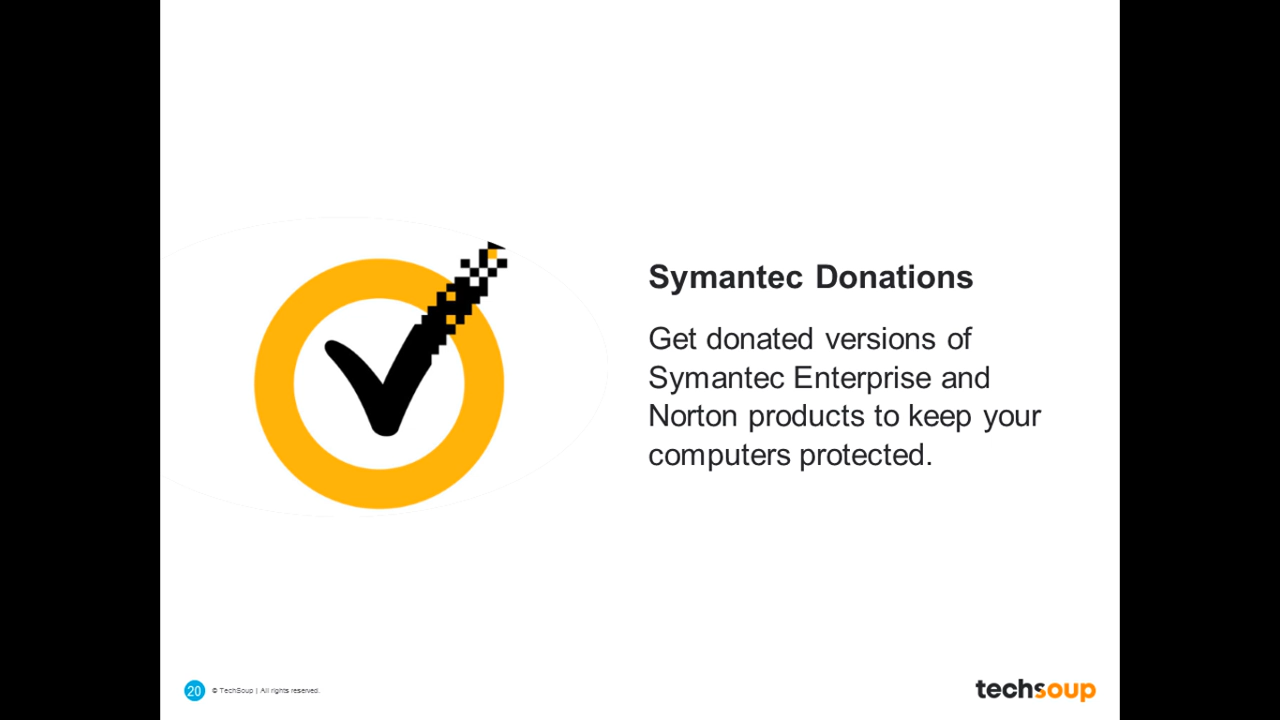 Symantec Donations
Get donated versions of
Symantec Enterprise and
Norton products to keep your
computers protected.
20
© TechSoup | All rights reserved.
techsoup